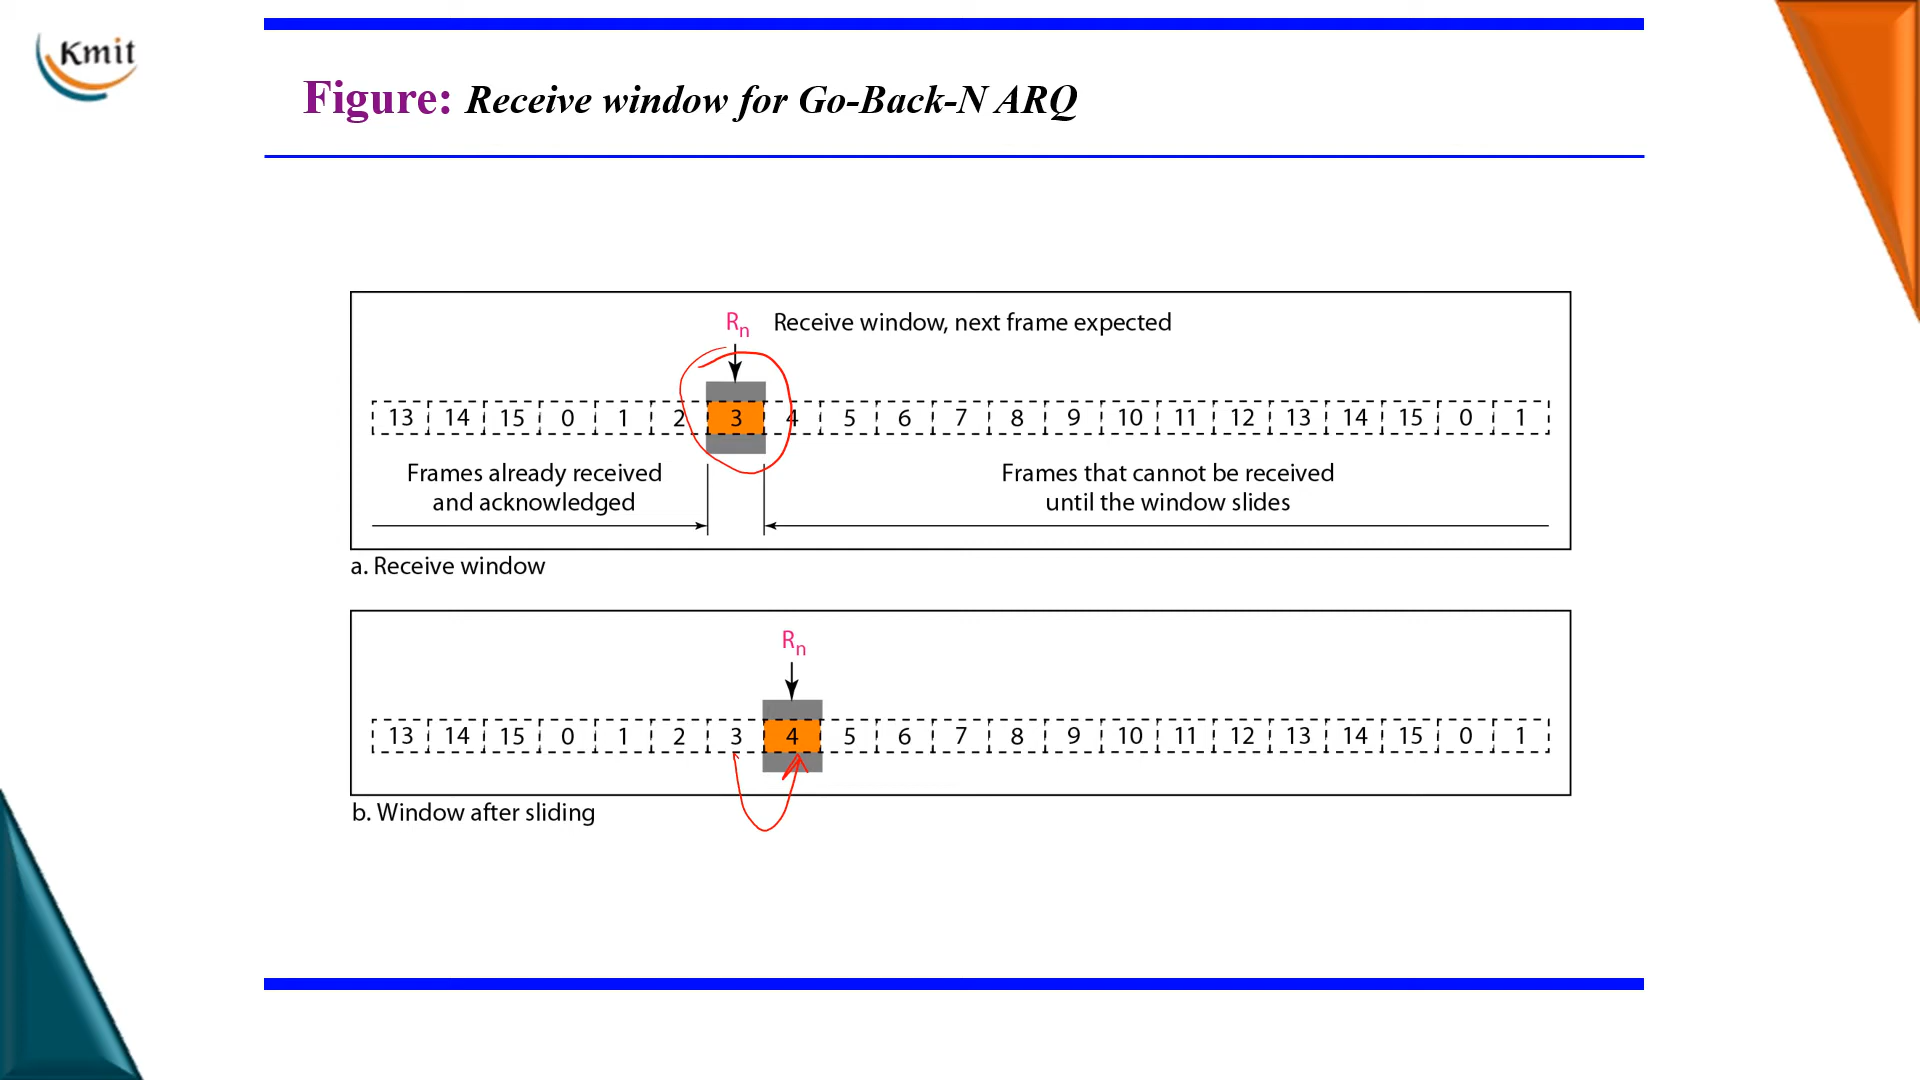 Kmit
Figure: Receive window for Go-Back-N ARQ
Rn Receive window, next frame expected
13 14 15 0 1 2 3 4 5 6 7 8 9 10 11 12 13 14 15 0 1
Frames already received
and acknowledged
Frames that cannot be received
until the window slides
a. Receive window
Rn
13 14 15 0 1 2 3 4 5 6 7 8 9 10 11 12 13 14 15 0 1
b. Window after sliding